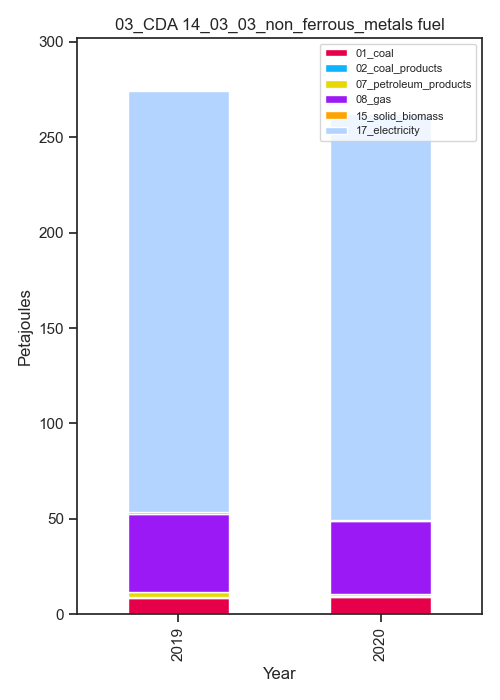 03_CDA 14_03_03_non_ferrous_metals fuel
01_coal
02_coal_products
07_petroleum_products
08_gas
15_solid_biomass
17_electricity
300
250
200
150
100
50
0
Petajoules
2019
2020
Year